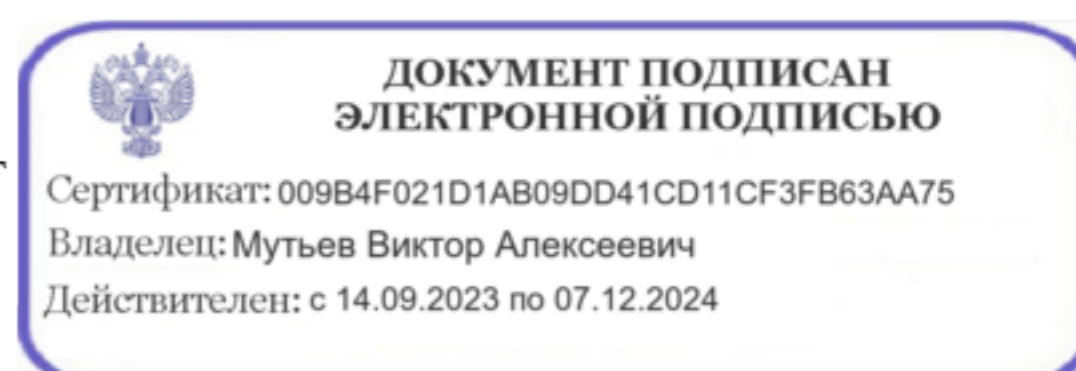 ДОКУМЕНТ ПОДПИСАН
ЭЛЕКТРОННОЙ ПОДПИСЬЮ
Сертификат: 009B4F021D1AB09DD41CD11CF3FB63AA75
Владелец: Мутьев Виктор Алексеевич
Действителен: с 14.09.2023 по 07.12.2024